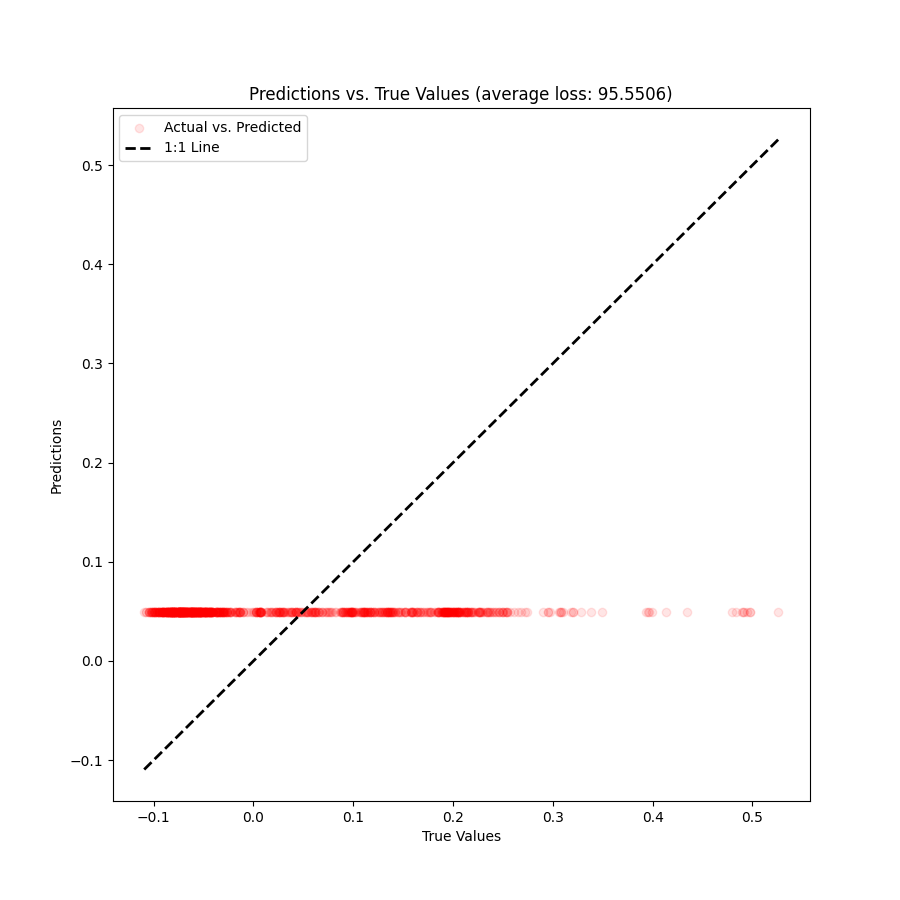 Predictions vs. True Values (average loss: 95.5506)
Actual vs. Predicted
1:1 Line
0.5
0.4
0.3
0.2
0.1
0.0
−0.1
Predictions
−0.1 0.0 0.1 0.2 0.3 0.4 0.5
True Values